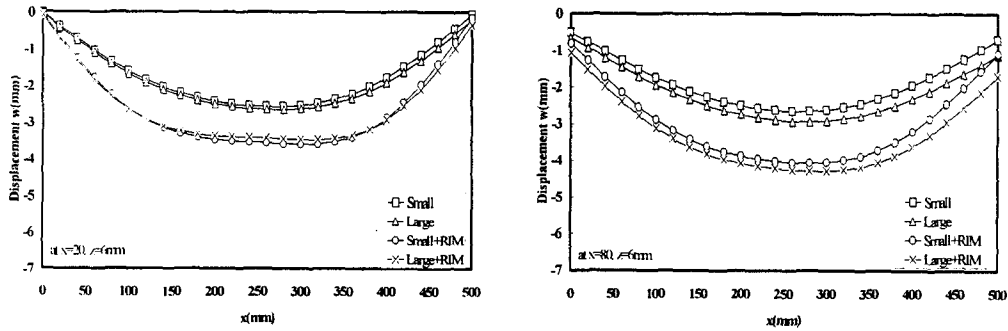 0
-1
-2
-3
-4
-5
-6
-7
Displacement w(mm)
0 50 100 150 200 250 300 350 400 450 500
x(mm)
Small
Large
Small+RIM
Large+RIM
at x=20, z=6mm
0
-1
-2
-3
-4
-5
-6
-7
Displacement w(mm)
0 50 100 150 200 250 300 350 400 450 500
x(mm)
Small
Large
Small+RIM
Large+RIM
at x=80, z=6mm